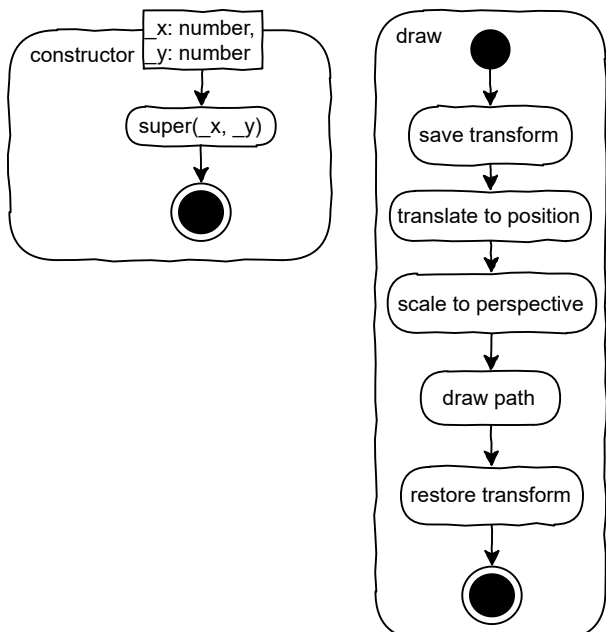 _x: number,
_y: number
constructor
super(_x, _y)
draw
save transform
translate to position
scale to perspective
draw path
restore transform